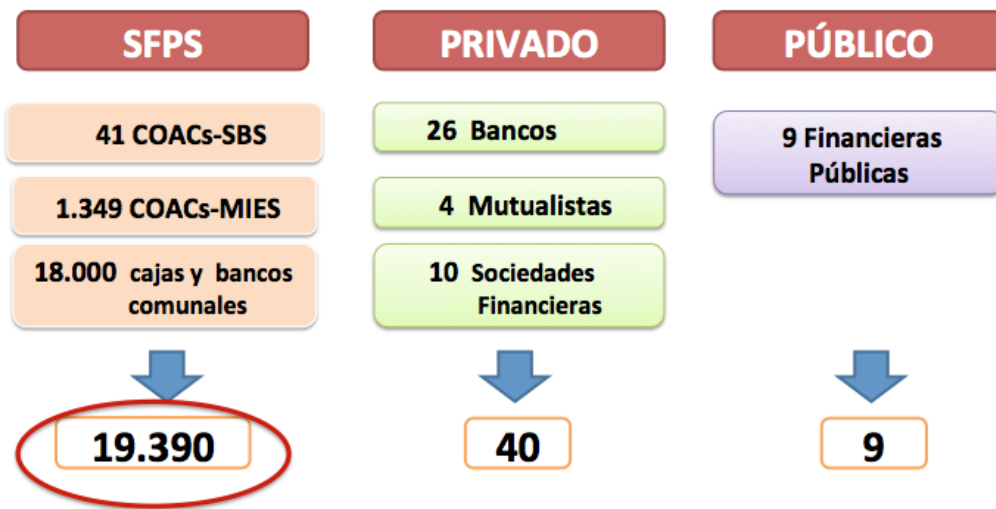 SFPS
41 COACs-SBS
1.349 COACs-MIES
18.000 cajas y bancos
comunales
19.390
PRIVADO
26 Bancos
4 Mutualistas
10 Sociedades
Financieras
40
PÚBLICO
9 Financieras
Públicas
9